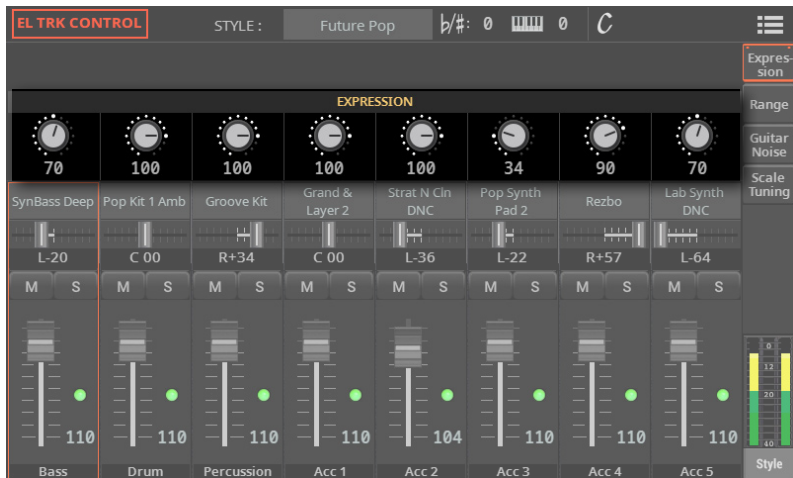 EL TRK CONTROL STYLE : Future Pop ♭/♯: 0 0 C
Expres-
sion
EXPRESSION
Range
70 100 100 100 100 34 90 70
Guitar
Noise
Scale
Tuning
SynBass Deep Pop Kit 1 Amb Groove Kit Grand &
Layer 2 Strat N Cln
DNC Pop Synth
Pad 2 Rezbo Lab Synth
DNC
L-20 C 00 R+34 C 00 L-36 L-22 R+57 L-64
M S M S M S M S M S M S M S M S
0
12
20
40
110 110 110 110 104 110 110 110
Bass Drum Percussion Acc 1 Acc 2 Acc 3 Acc 4 Acc 5
Style